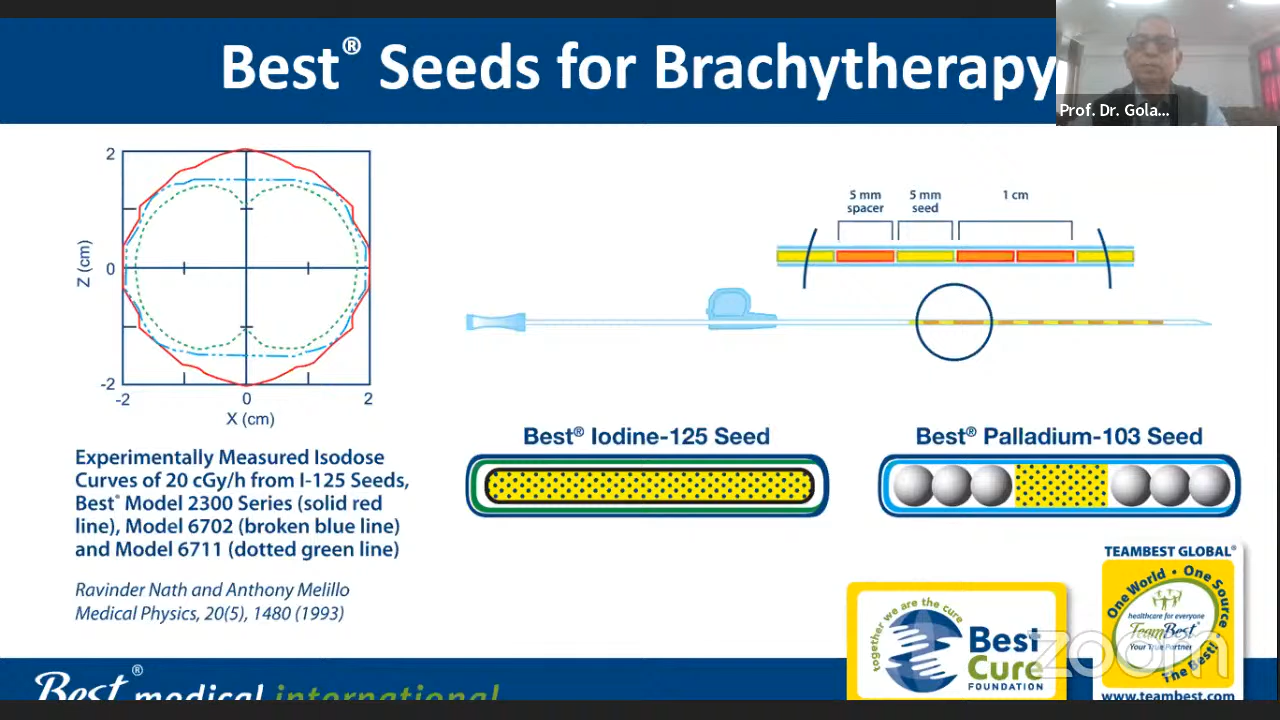 Best® Seeds for Brachytherapy
Prof. Dr. Gola...
2
0
-2
Z (cm)
-2
0
2
X (cm)
Experimentally Measured Isodose
Curves of 20 cGy/h from I-125 Seeds,
Best® Model 2300 Series (solid red
line), Model 6702 (broken blue line)
and Model 6711 (dotted green line)
Ravinder Nath and Anthony Melillo
Medical Physics, 20(5), 1480 (1993)
5 mm
spacer
5 mm
seed
1 cm
Best® Iodine-125 Seed
Best® Palladium-103 Seed
together we are the cure
Best
Cure
FOUNDATION
TEAMBEST GLOBAL®
One World • One Source
healthcare for everyone
TeamBest®
Your True Partner
The Best!®
www.teambest.com
zoom
Best® medical international